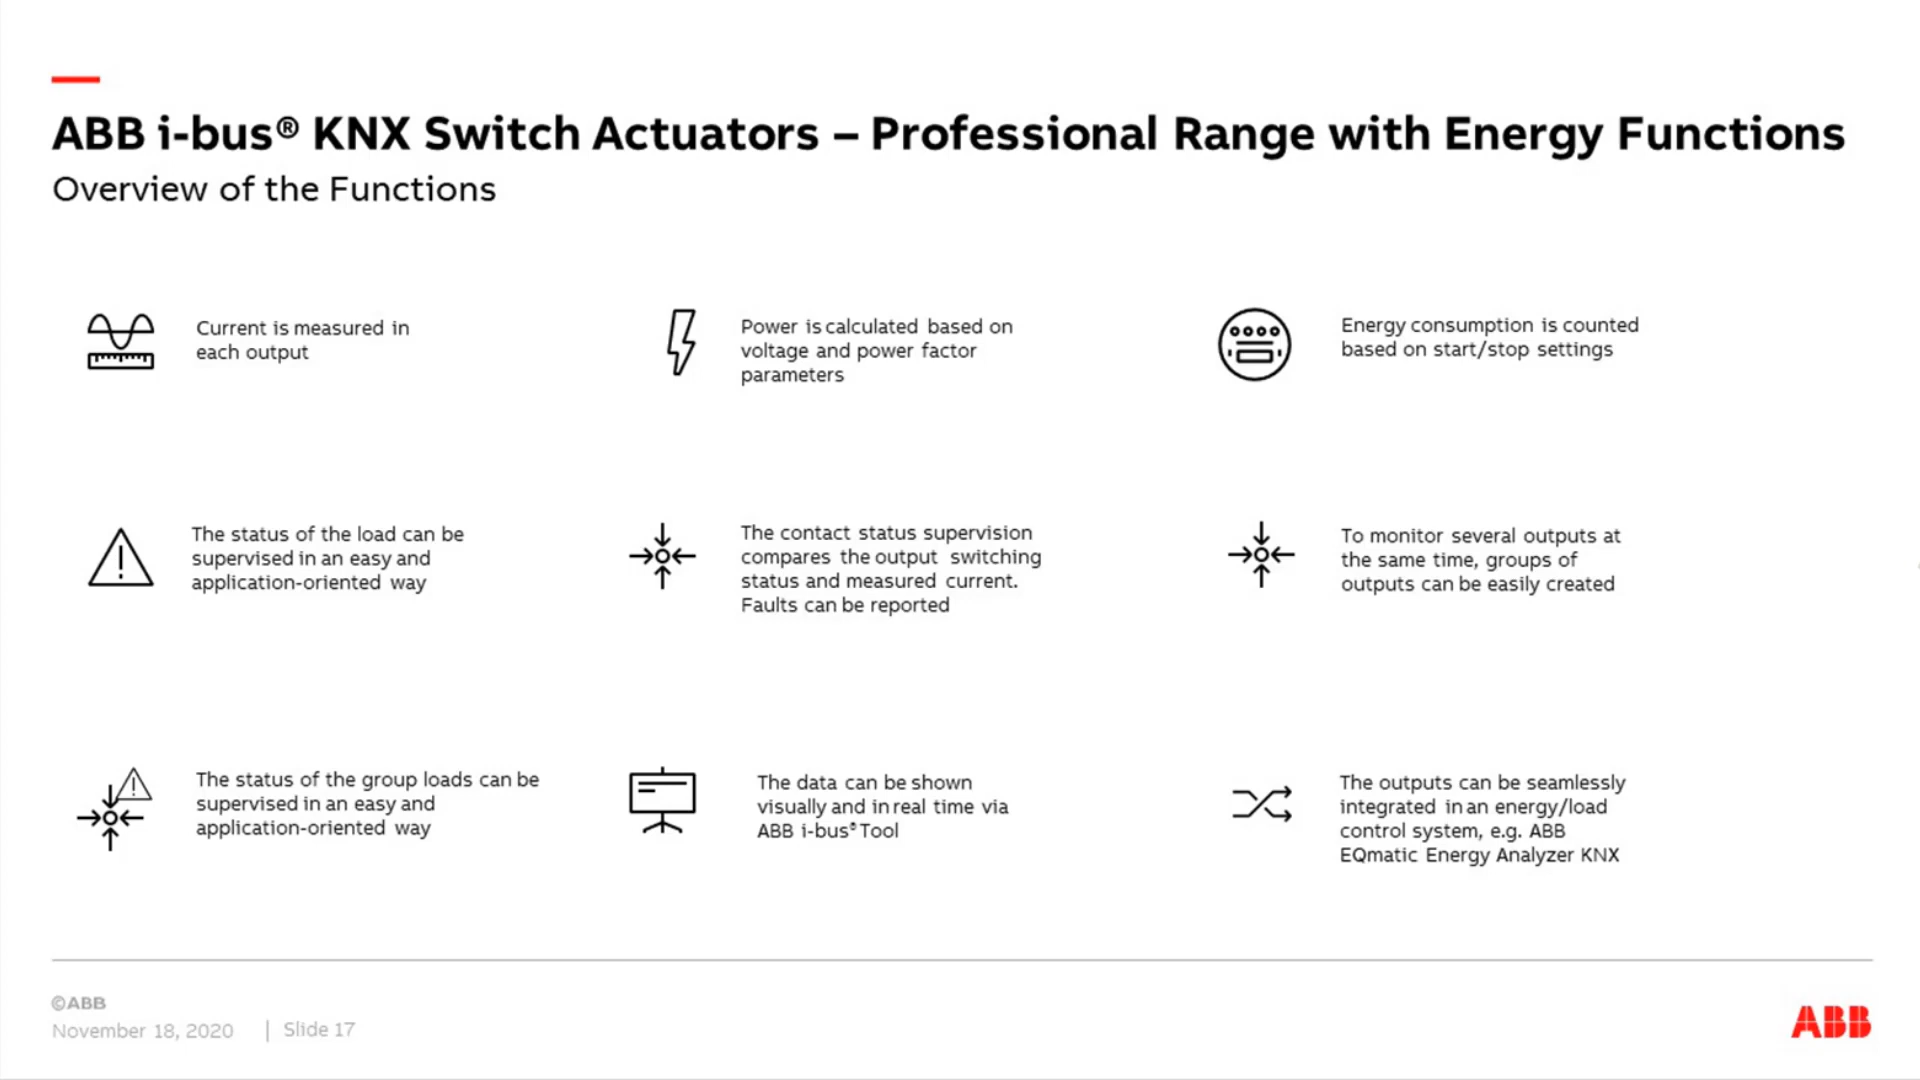 ABB i-bus® KNX Switch Actuators – Professional Range with Energy Functions
Overview of the Functions
Current is measured in
each output
Power is calculated based on
voltage and power factor
parameters
Energy consumption is counted
based on start/stop settings
The status of the load can be
supervised in an easy and
application-oriented way
The contact status supervision
compares the output switching
status and measured current.
Faults can be reported
To monitor several outputs at
the same time, groups of
outputs can be easily created
The status of the group loads can be
supervised in an easy and
application-oriented way
The data can be shown
visually and in real time via
ABB i-bus® Tool
The outputs can be seamlessly
integrated in an energy/load
control system, e.g. ABB
EQmatic Energy Analyzer KNX
©ABB
November 18, 2020 | Slide 17
ABB